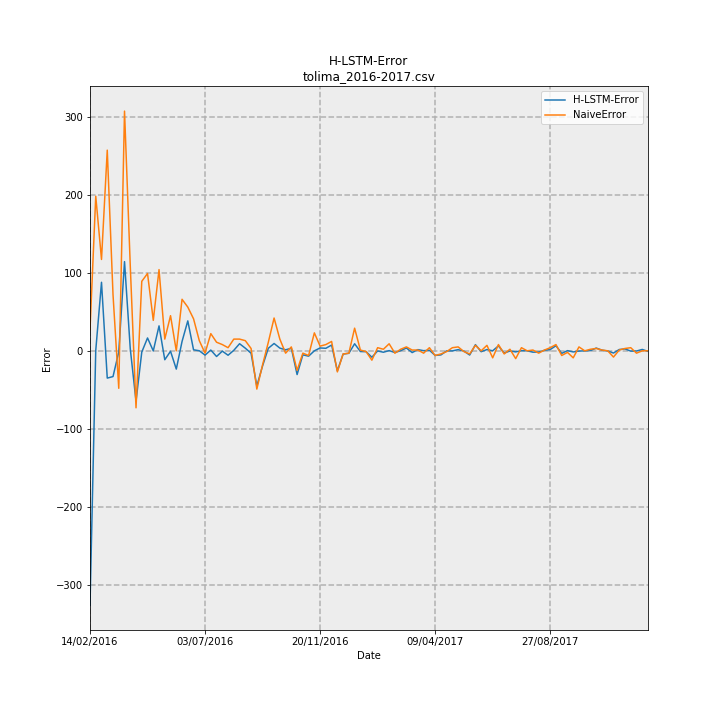 H-LSTM-Error
tolima_2016-2017.csv
H-LSTM-Error
NaiveError
300
200
100
0
−100
−200
−300
Error
14/02/2016 03/07/2016 20/11/2016 09/04/2017 27/08/2017
Date